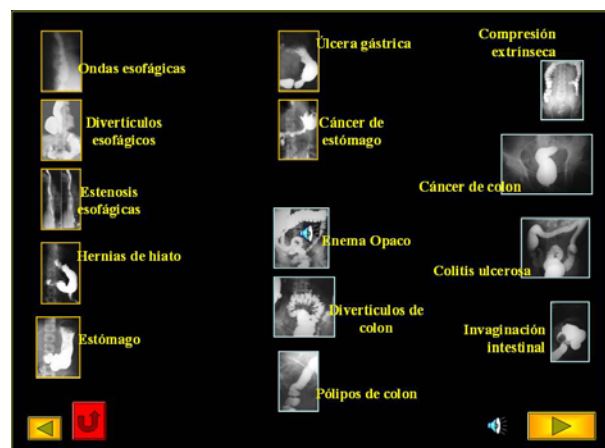 Ondas esofágicas
Divertículos
esofágicos
Estenosis
esofágicas
Hernias de hiato
Estómago
Úlcera gástrica
Cáncer de
estómago
Enema Opaco
Divertículos de
colon
Pólipos de colon
Compresión
extrínseca
Cáncer de colon
Colitis ulcerosa
Invaginación
intestinal